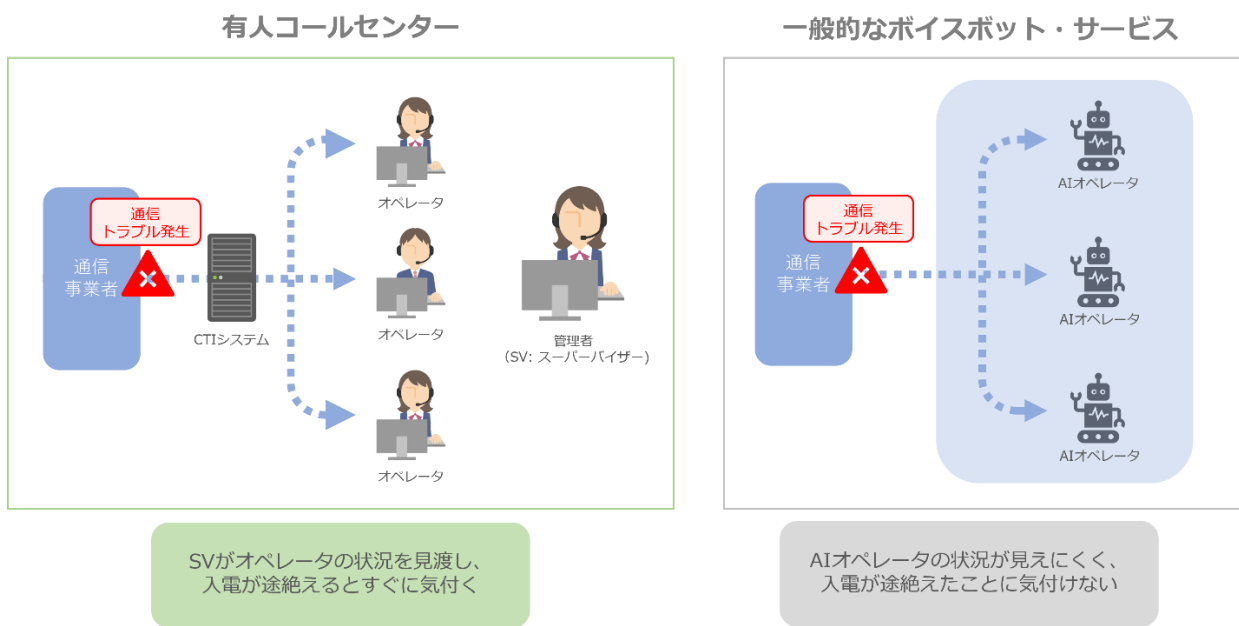 有人コールセンター
通信
トラブル発生
通信
事業者
CTIシステム
オペレータ
オペレータ
オペレータ
管理者
(SV: スーパーバイザー)
SVがオペレータの状況を見渡し、
入電が途絶えるとすぐに気付く
一般的なボイスボット・サービス
通信
トラブル発生
通信
事業者
AIオペレータ
AIオペレータ
AIオペレータ
AIオペレータの状況が見えにくく、
入電が途絶えたことに気付けない